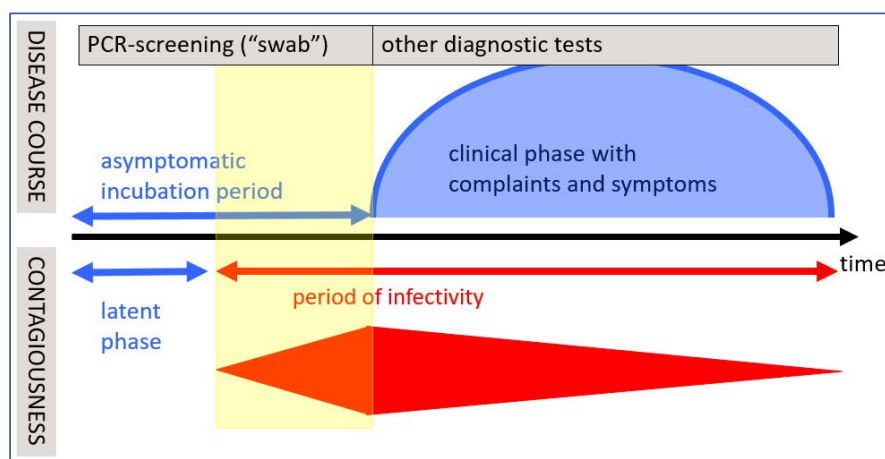 DISEASE COURSE
PCR-screening (“swab”)
other diagnostic tests
asymptomatic
incubation period
clinical phase with
complaints and symptoms
time
CONTAGIOUSNESS
latent
phase
period of infectivity